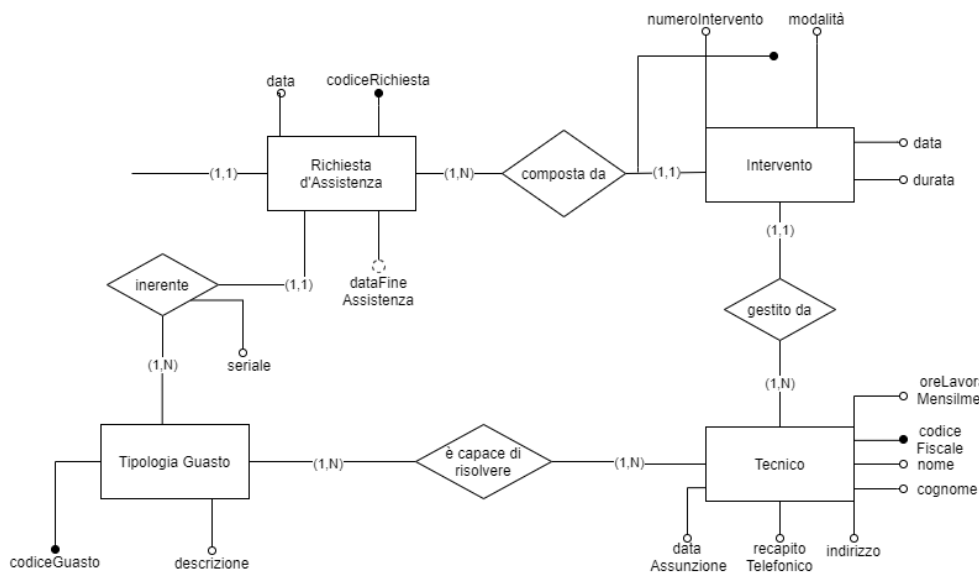 numeroIntervento
modalità
data
codiceRichiesta
(1,1)
Richiesta
d'Assistenza
(1,N)
composta da
(1,1)
Intervento
data
durata
(1,1)
inerente
(1,1)
dataFine
Assistenza
gestito da
(1,N)
seriale
(1,N)
oreLavora
Mensilme
codice
Fiscale
nome
cognome
Tipologia Guasto
(1,N)
è capace di
risolvere
(1,N)
Tecnico
codiceGuasto
descrizione
data
Assunzione
recapito
Telefonico
indirizzo